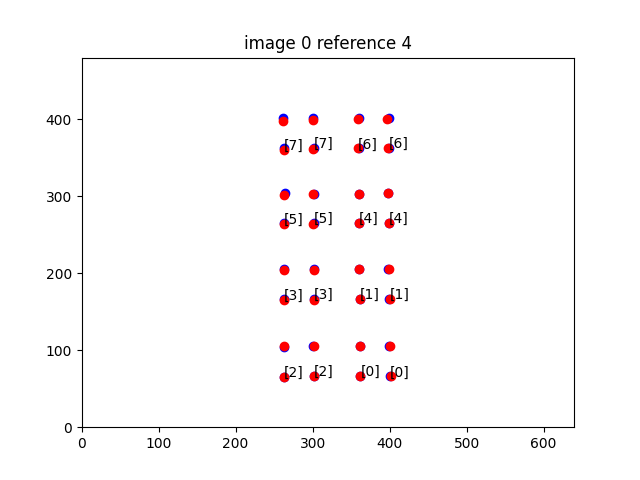 image 0 reference 4
400
[7] [7] [6] [6]
300
[5] [5] [4] [4]
200
[3] [3] [1] [1]
100
[2] [2] [0] [0]
0
0 100 200 300 400 500 600